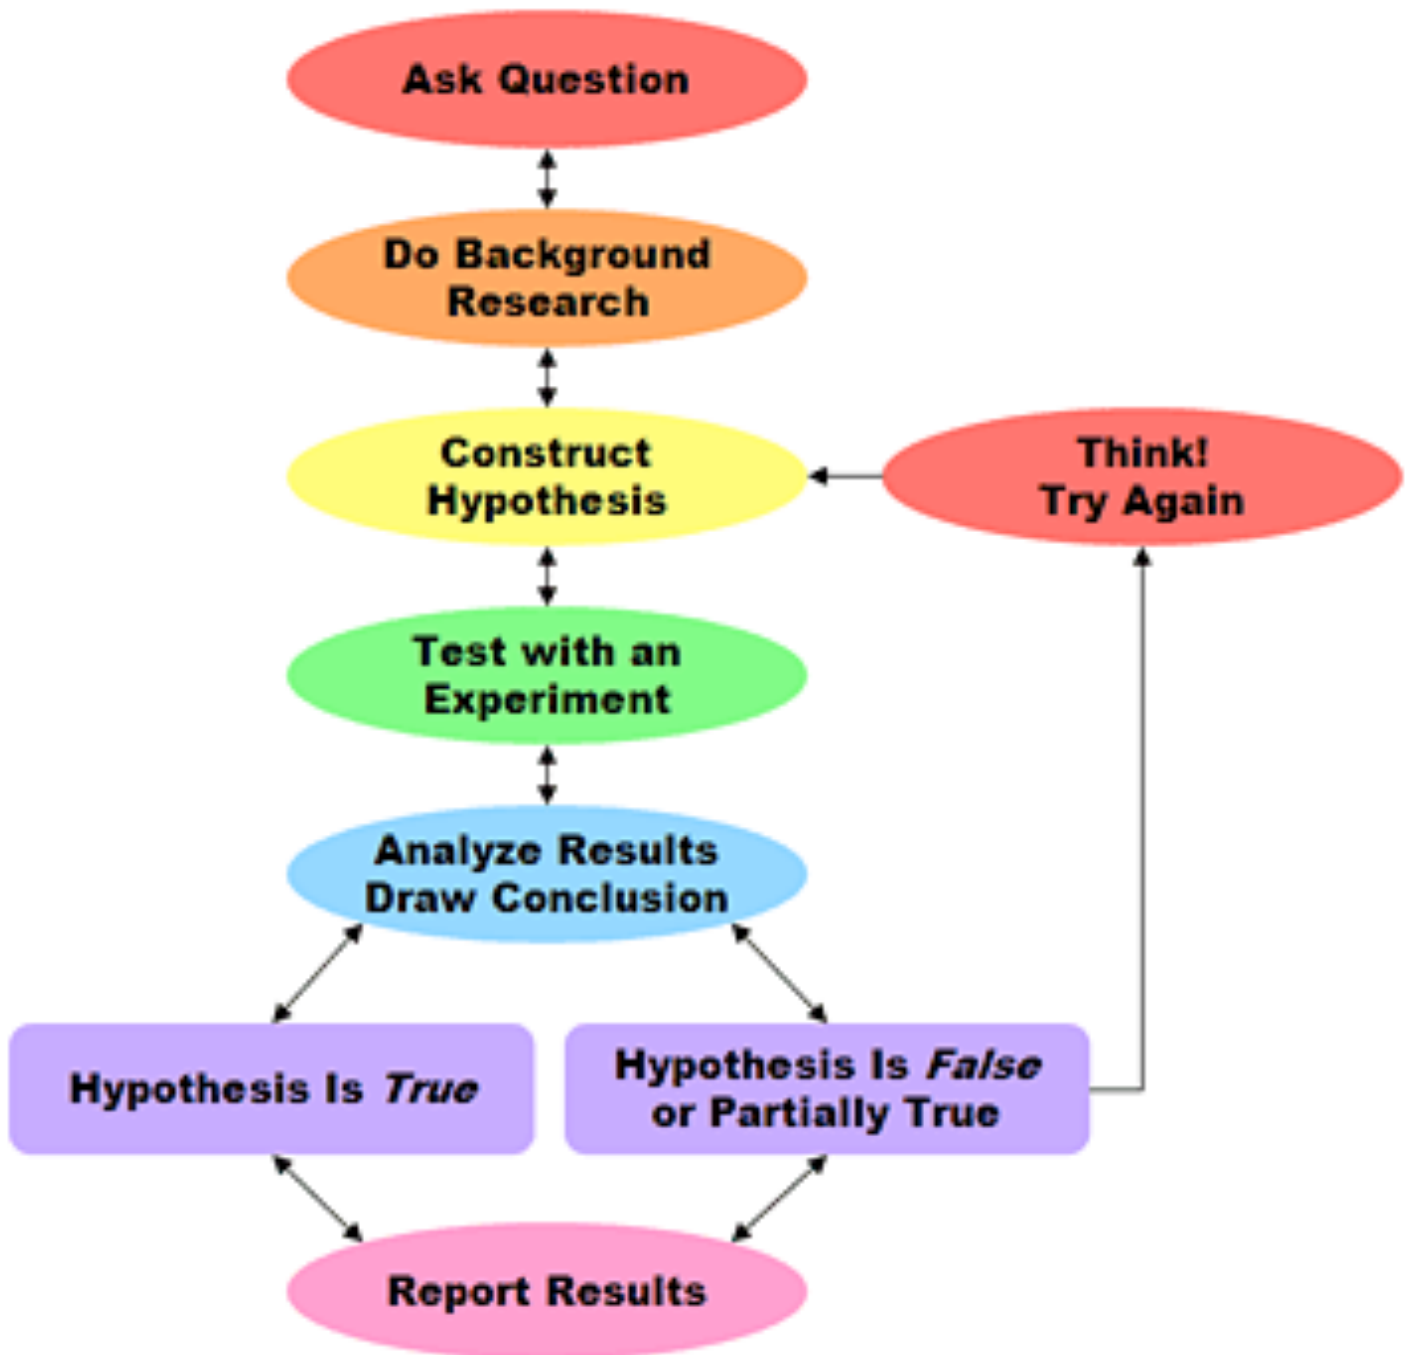 Ask Question
Do Background
Research
Construct
Hypothesis
Think!
Try Again
Test with an
Experiment
Analyze Results
Draw Conclusion
Hypothesis Is True
Hypothesis Is False
or Partially True
Report Results